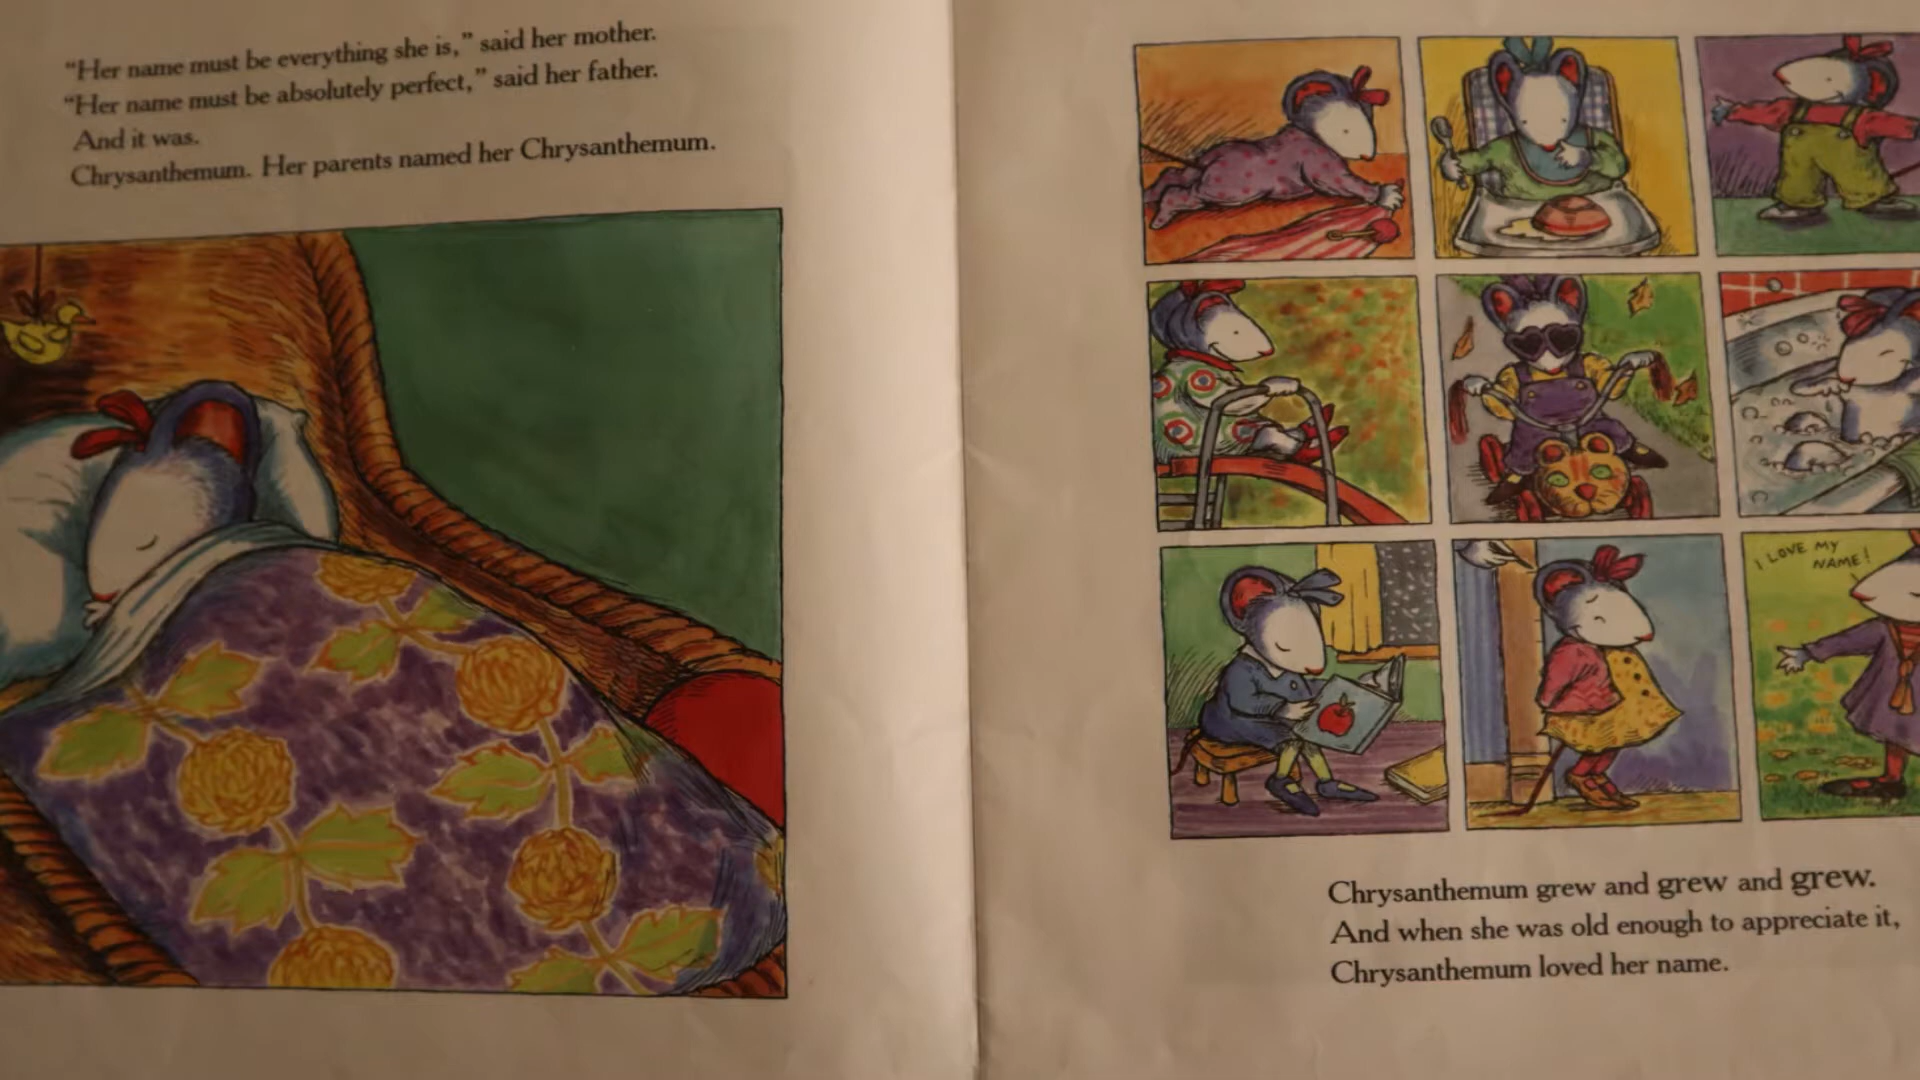 “Her name must be everything she is,” said her mother.
“Her name must be absolutely perfect,” said her father.
And it was.
Chrysanthemum. Her parents named her Chrysanthemum.
I LOVE MY
NAME!
Chrysanthemum grew and grew and grew.
And when she was old enough to appreciate it,
Chrysanthemum loved her name.